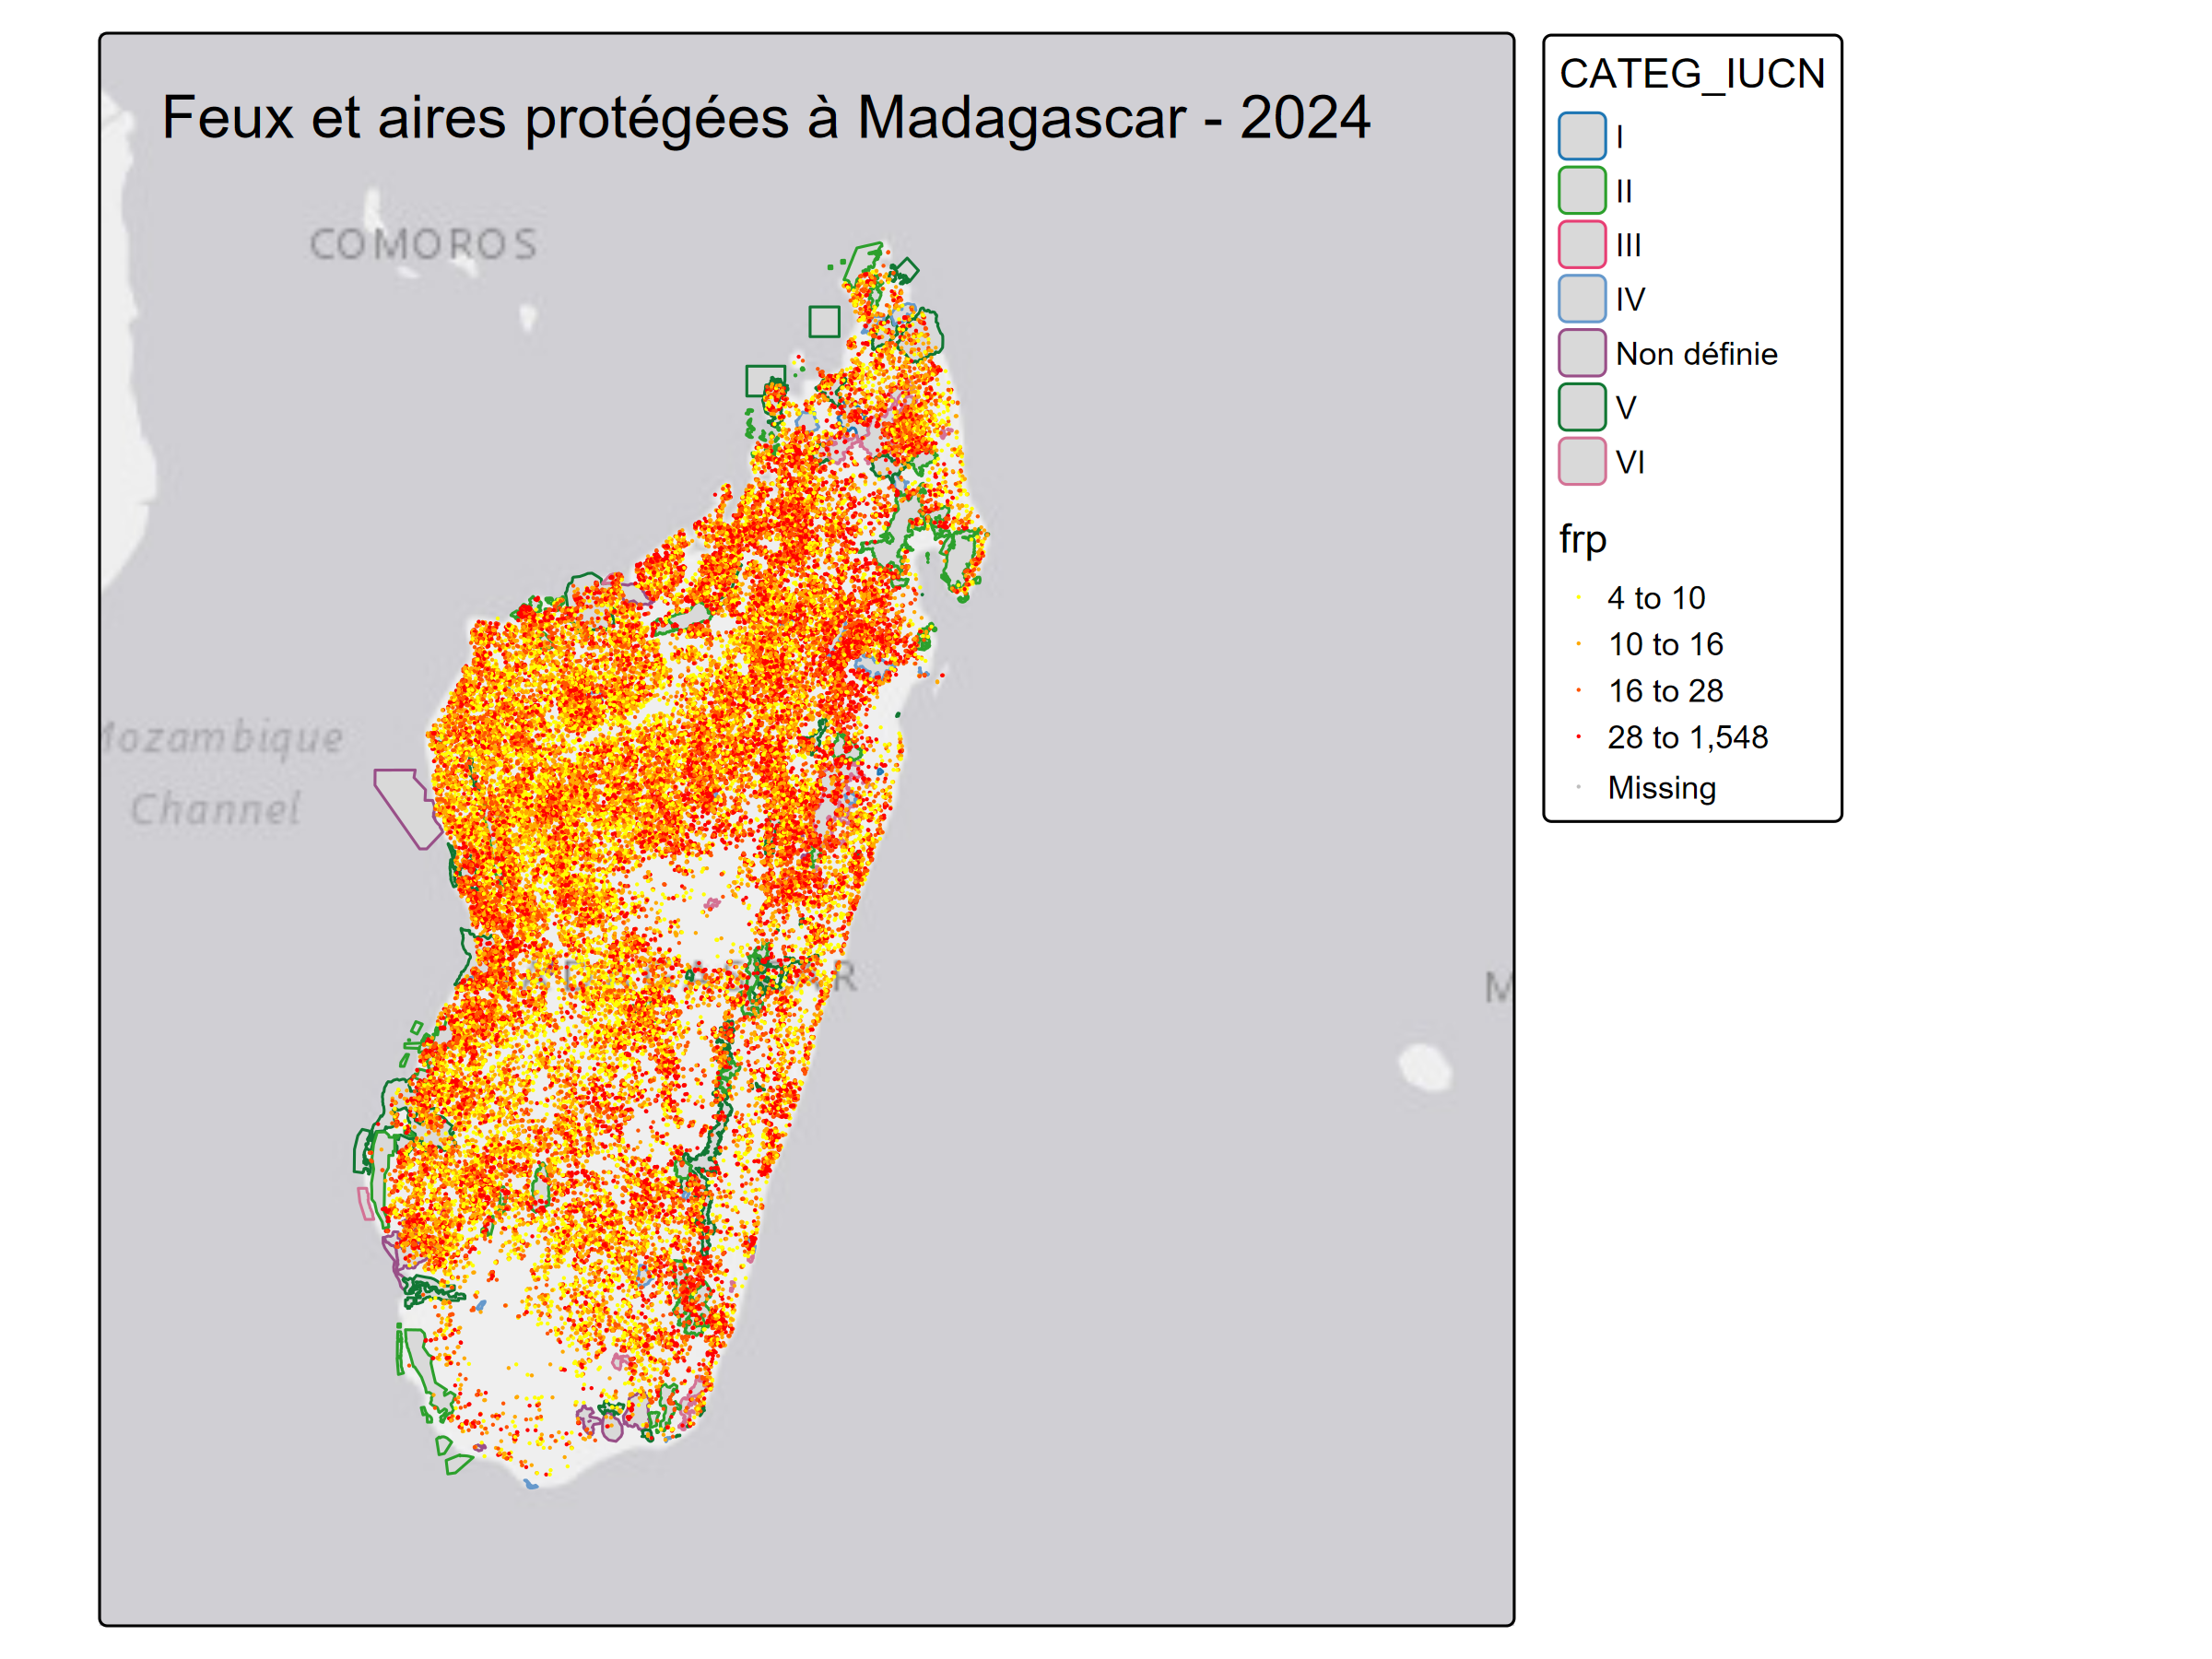 Feux et aires protégées à Madagascar - 2024
COMOROS
Mozambique
Channel
M
CATEG_IUCN
I
II
III
IV
Non définie
V
VI
frp
4 to 10
10 to 16
16 to 28
28 to 1,548
Missing